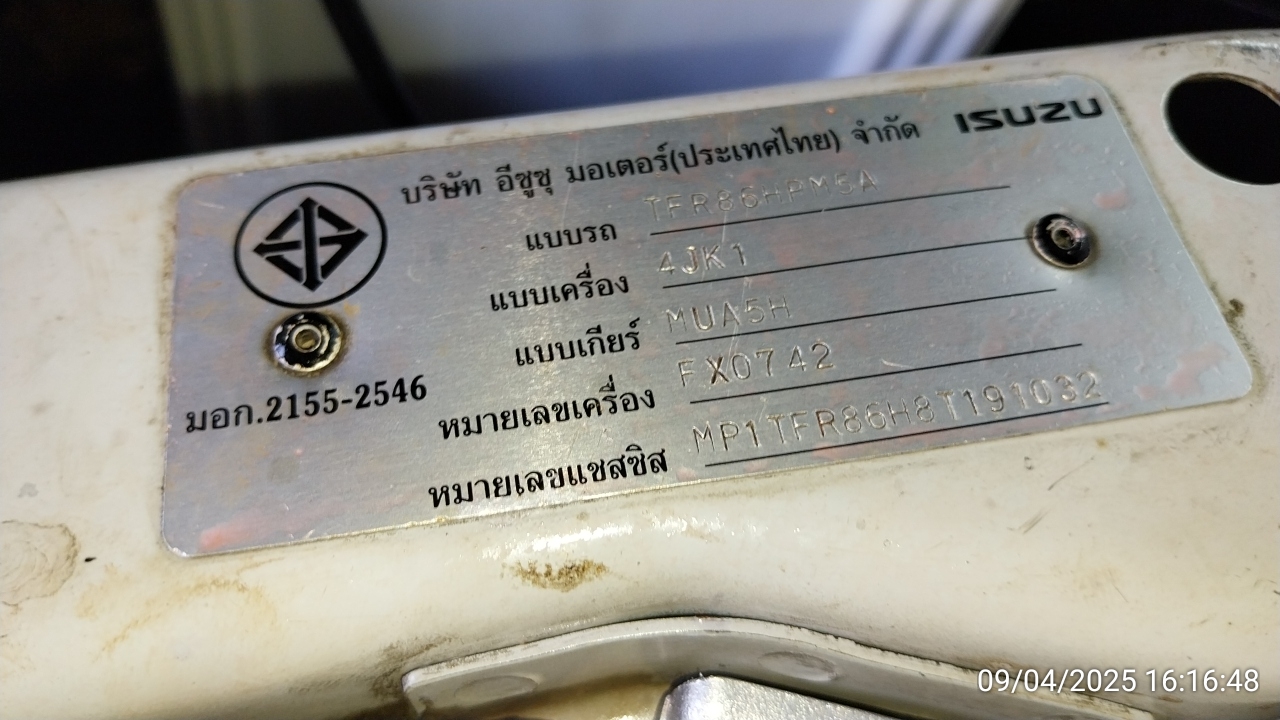 บริษัท อีซูซุ มอเตอร์(ประเทศไทย) จำกัด ISUZU
แบบรถ TFR86HPM5A
แบบเครื่อง 4JK1
แบบเกียร์ MUA5H
หมายเลขเครื่อง FX0742
หมายเลขแชสซิส MP1TFR86H8T191032
มอก.2155-2546
09/04/2025 16:16:48